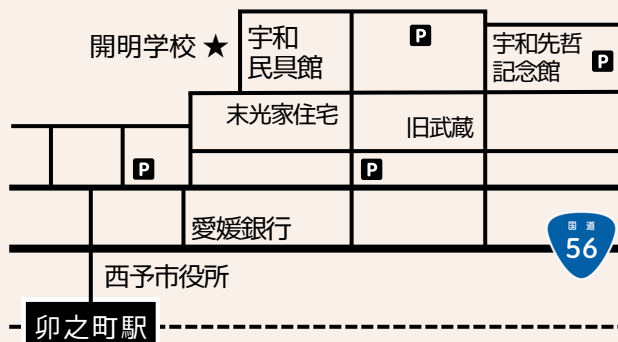 開明学校 ★
宇和
民具館
P
宇和先哲
記念館
P
末光家住宅
旧武蔵
P
P
愛媛銀行
国道
56
西予市役所
卯之町駅